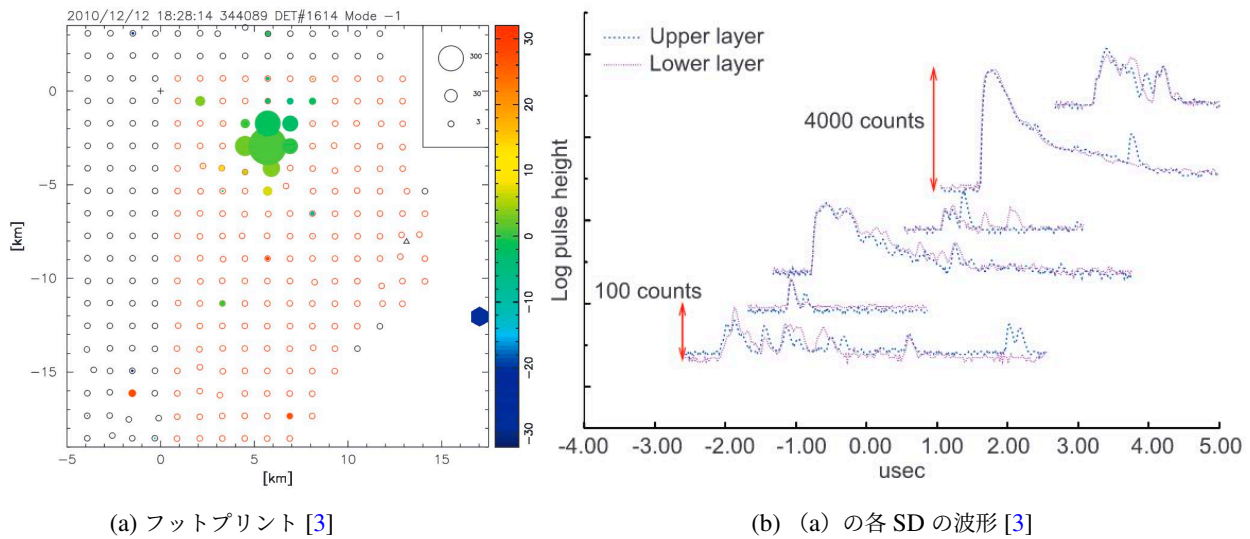 2010/12/12 18:28:14 344089 DET#1614 Mode −1
300
30
3
0
−5
−10
−15
[km]
−5
0
5
10
15
[km]
30
20
10
0
−10
−20
−30
Upper layer
Lower layer
4000 counts
100 counts
Log pulse height
-4.00 -3.00 -2.00 -1.00 0.00 1.00 2.00 3.00 4.00 5.00
usec
(a) フットプリント [3]
(b) （a）の各 SD の波形 [3]